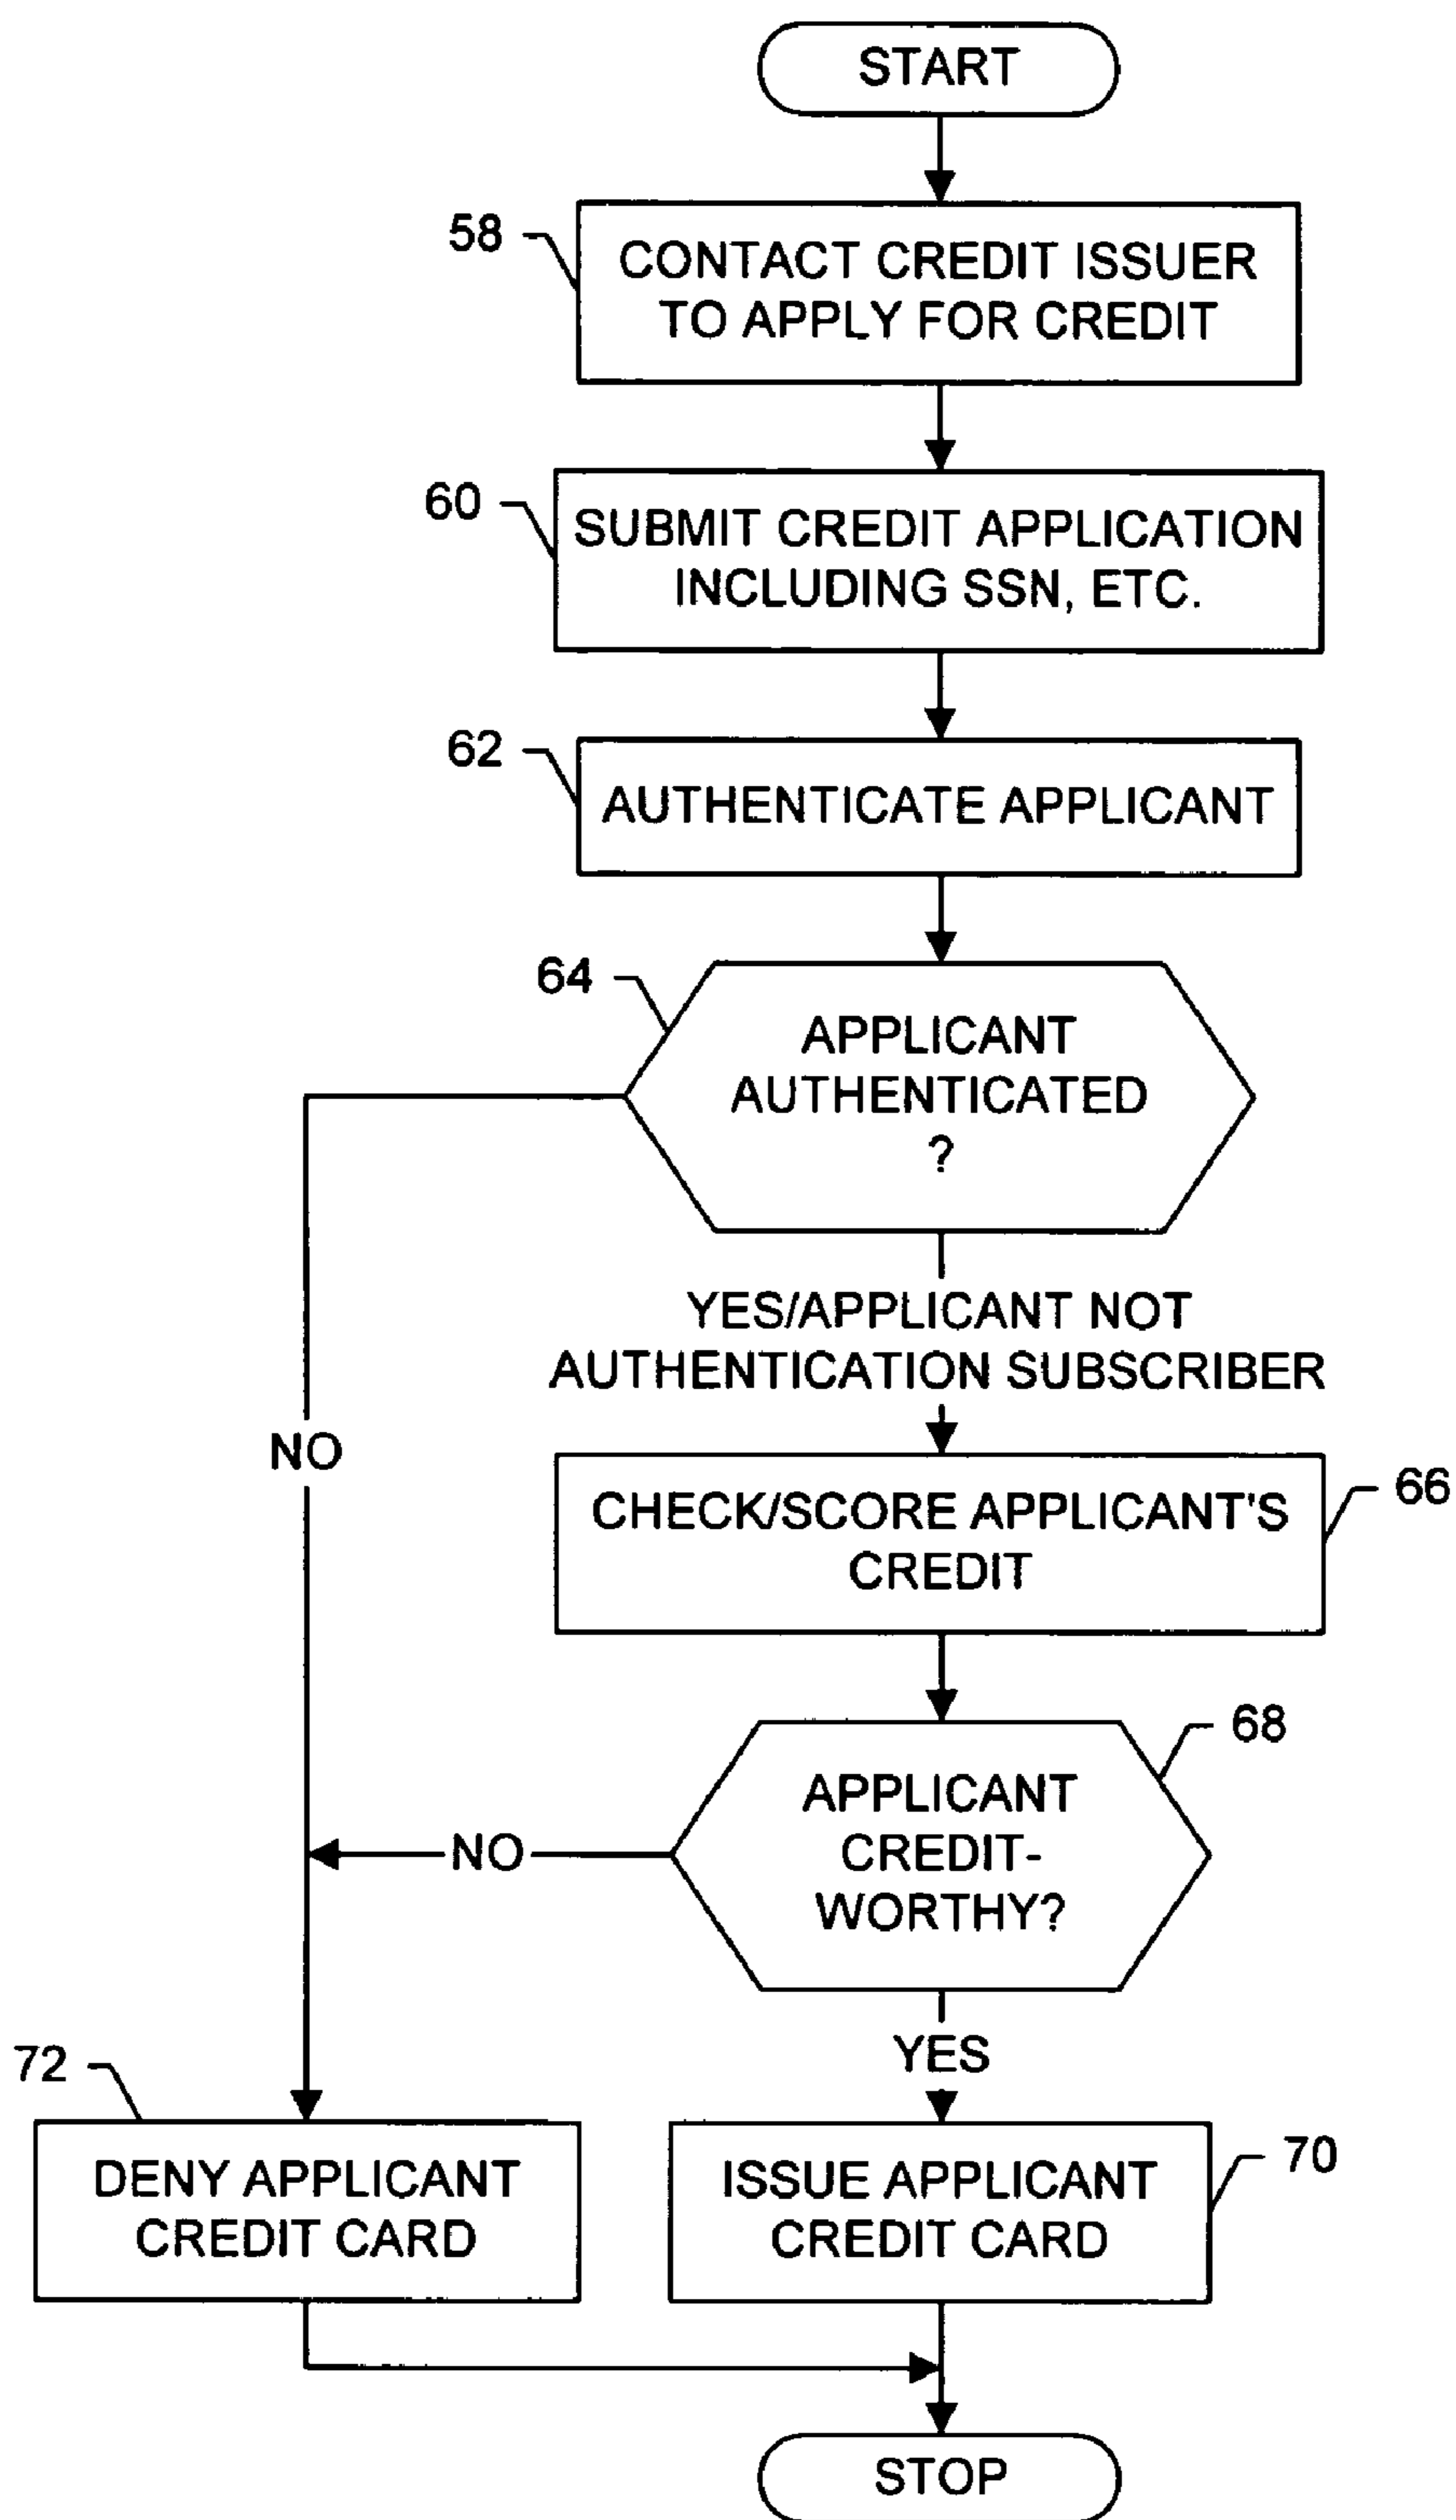 START
58
CONTACT CREDIT ISSUER
TO APPLY FOR CREDIT
60
SUBMIT CREDIT APPLICATION
INCLUDING SSN, ETC.
62
AUTHENTICATE APPLICANT
64
APPLICANT
AUTHENTICATED
?
YES/APPLICANT NOT
AUTHENTICATION SUBSCRIBER
NO
66
CHECK/SCORE APPLICANT'S
CREDIT
68
APPLICANT
CREDIT-
WORTHY?
NO
YES
72
DENY APPLICANT
CREDIT CARD
70
ISSUE APPLICANT
CREDIT CARD
STOP